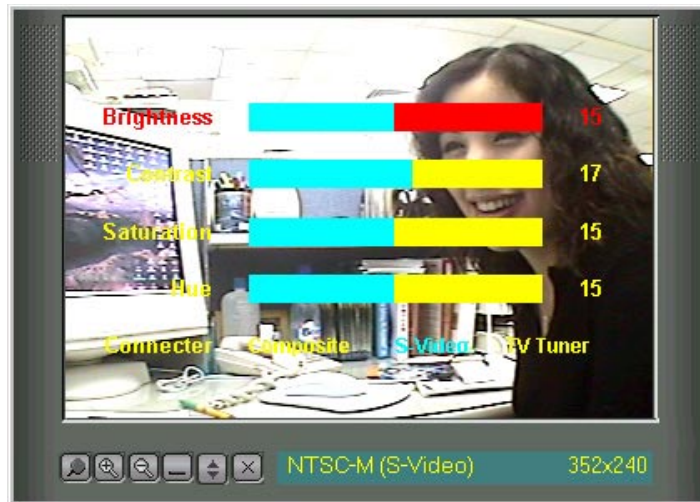 Brightness 15
Contrast 17
Saturation 15
Hue 15
Connecter Composite S-Video TV Tuner
NTSC-M (S-Video) 352x240